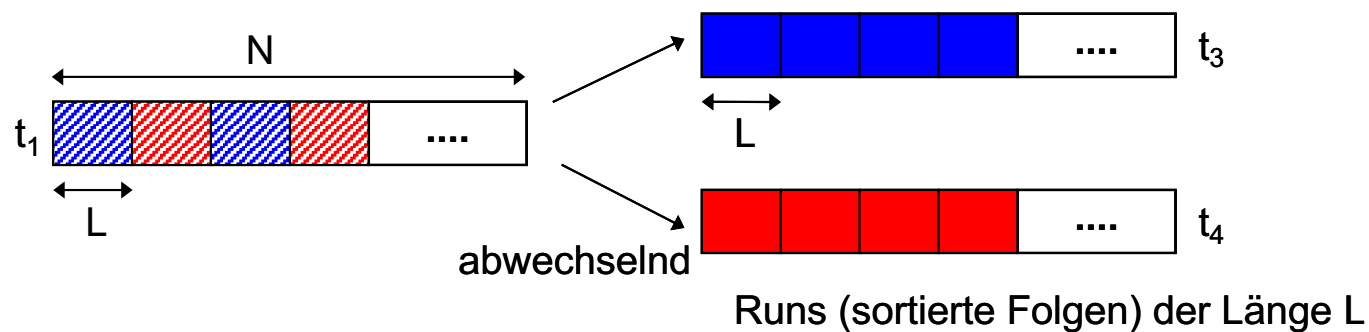 N
t₁
....
L
....
t₃
L
....
t₄
abwechselnd
Runs (sortierte Folgen) der Länge L